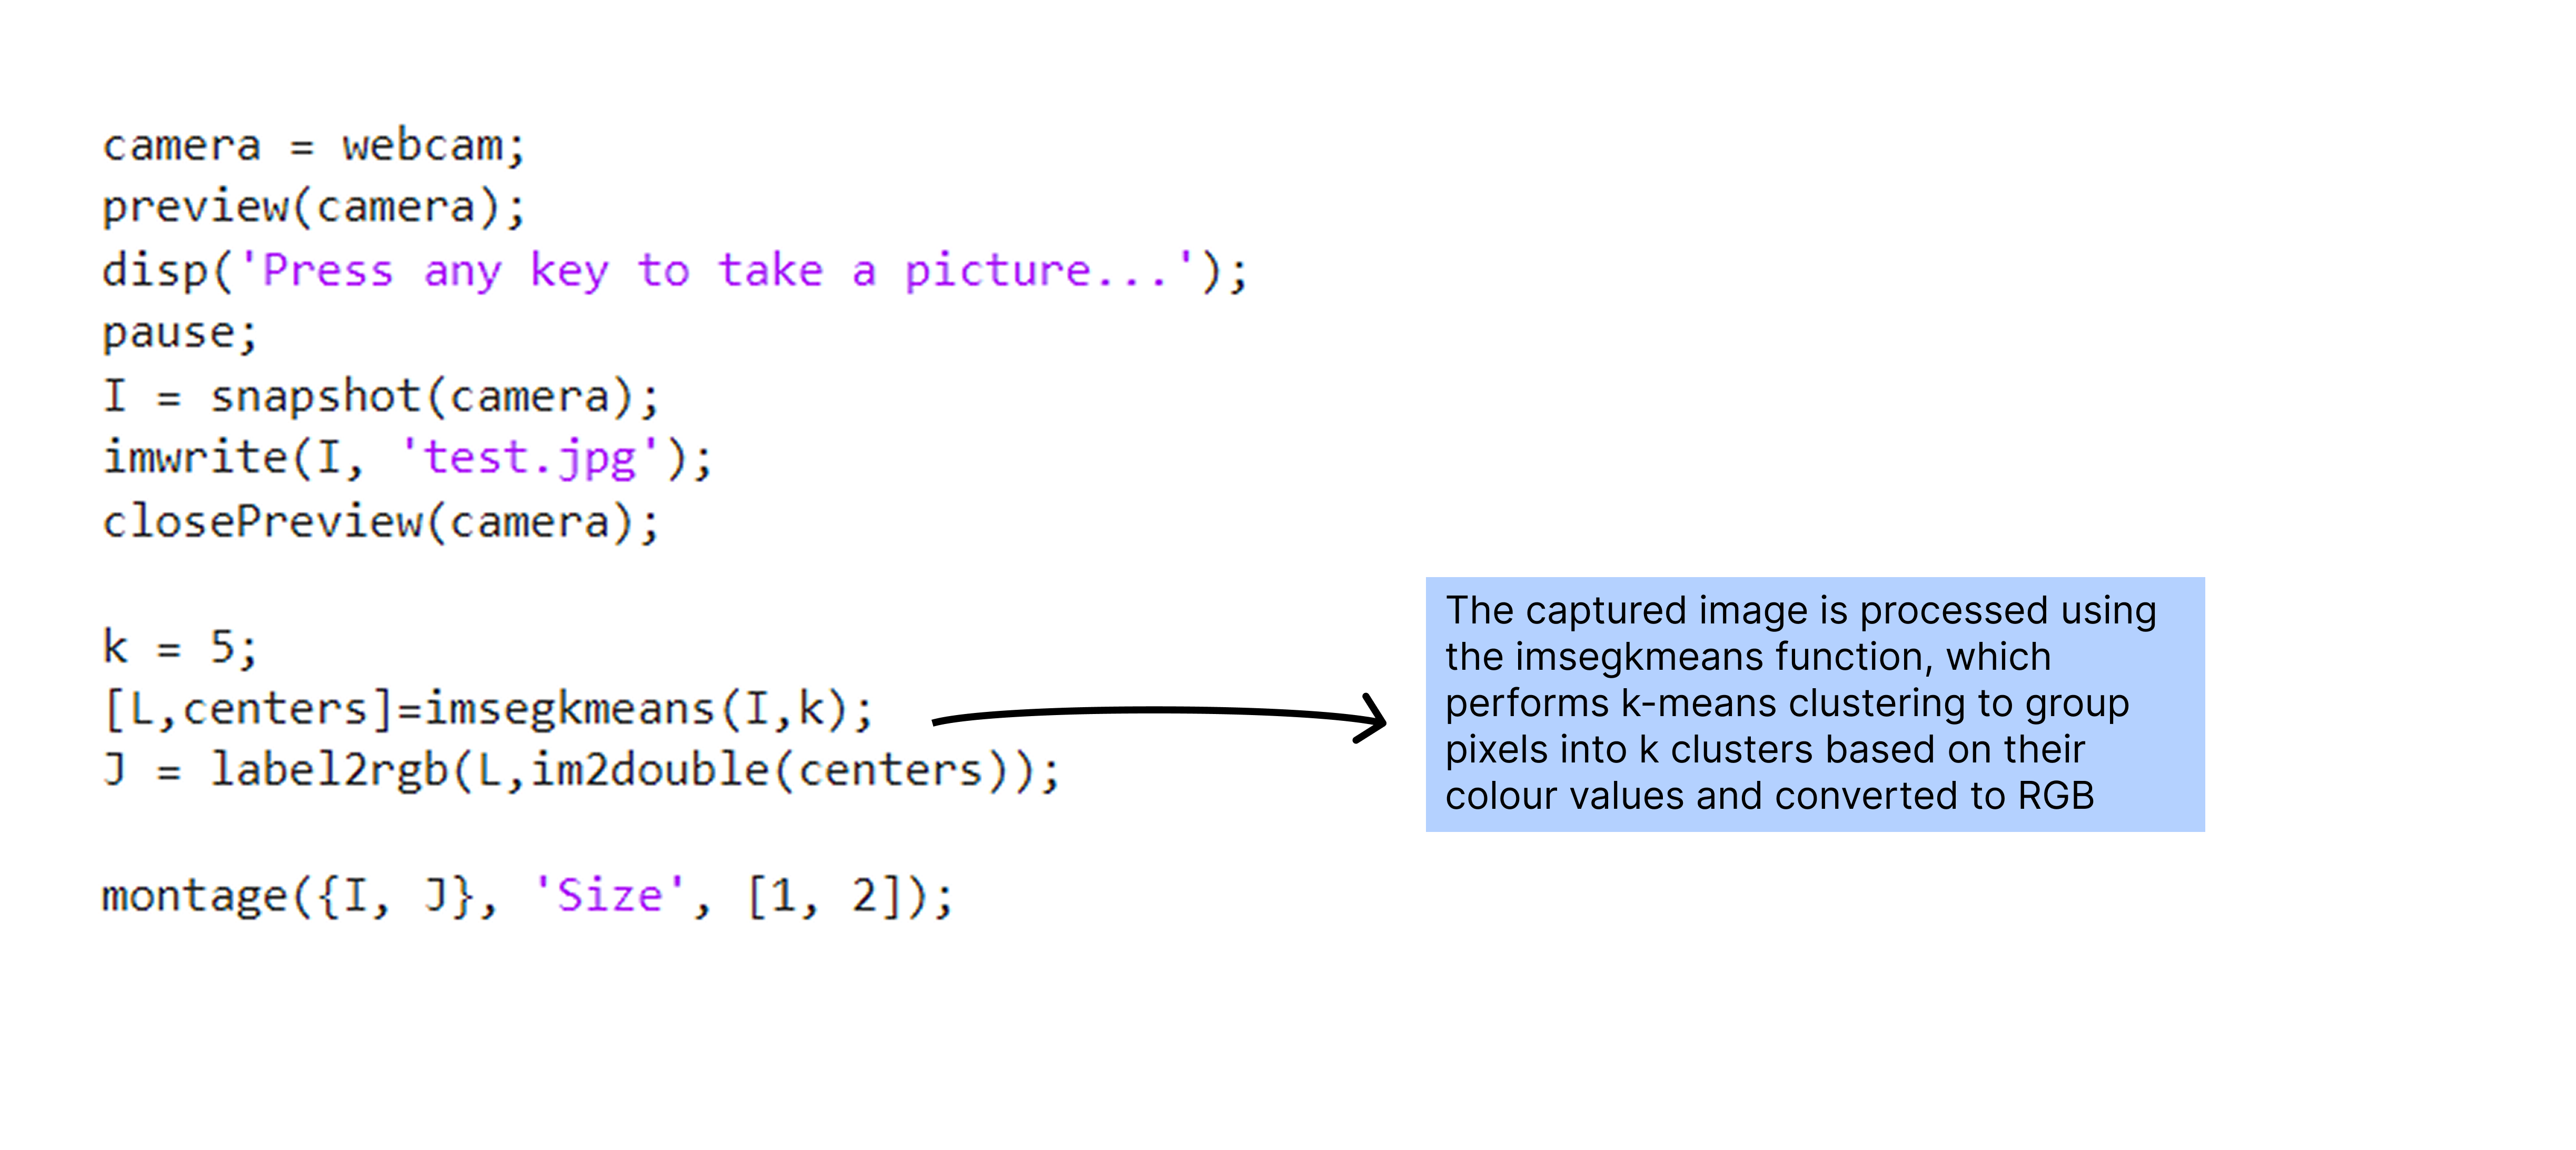 camera = webcam;
preview(camera);
disp('Press any key to take a picture...');
pause;
I = snapshot(camera);
imwrite(I, 'test.jpg');
closePreview(camera);
k = 5;
[L,centers]=imsegkmeans(I,k);
J = label2rgb(L,im2double(centers));
montage({I, J}, 'Size', [1, 2]);
The captured image is processed using
the imsegkmeans function, which
performs k-means clustering to group
pixels into k clusters based on their
colour values and converted to RGB